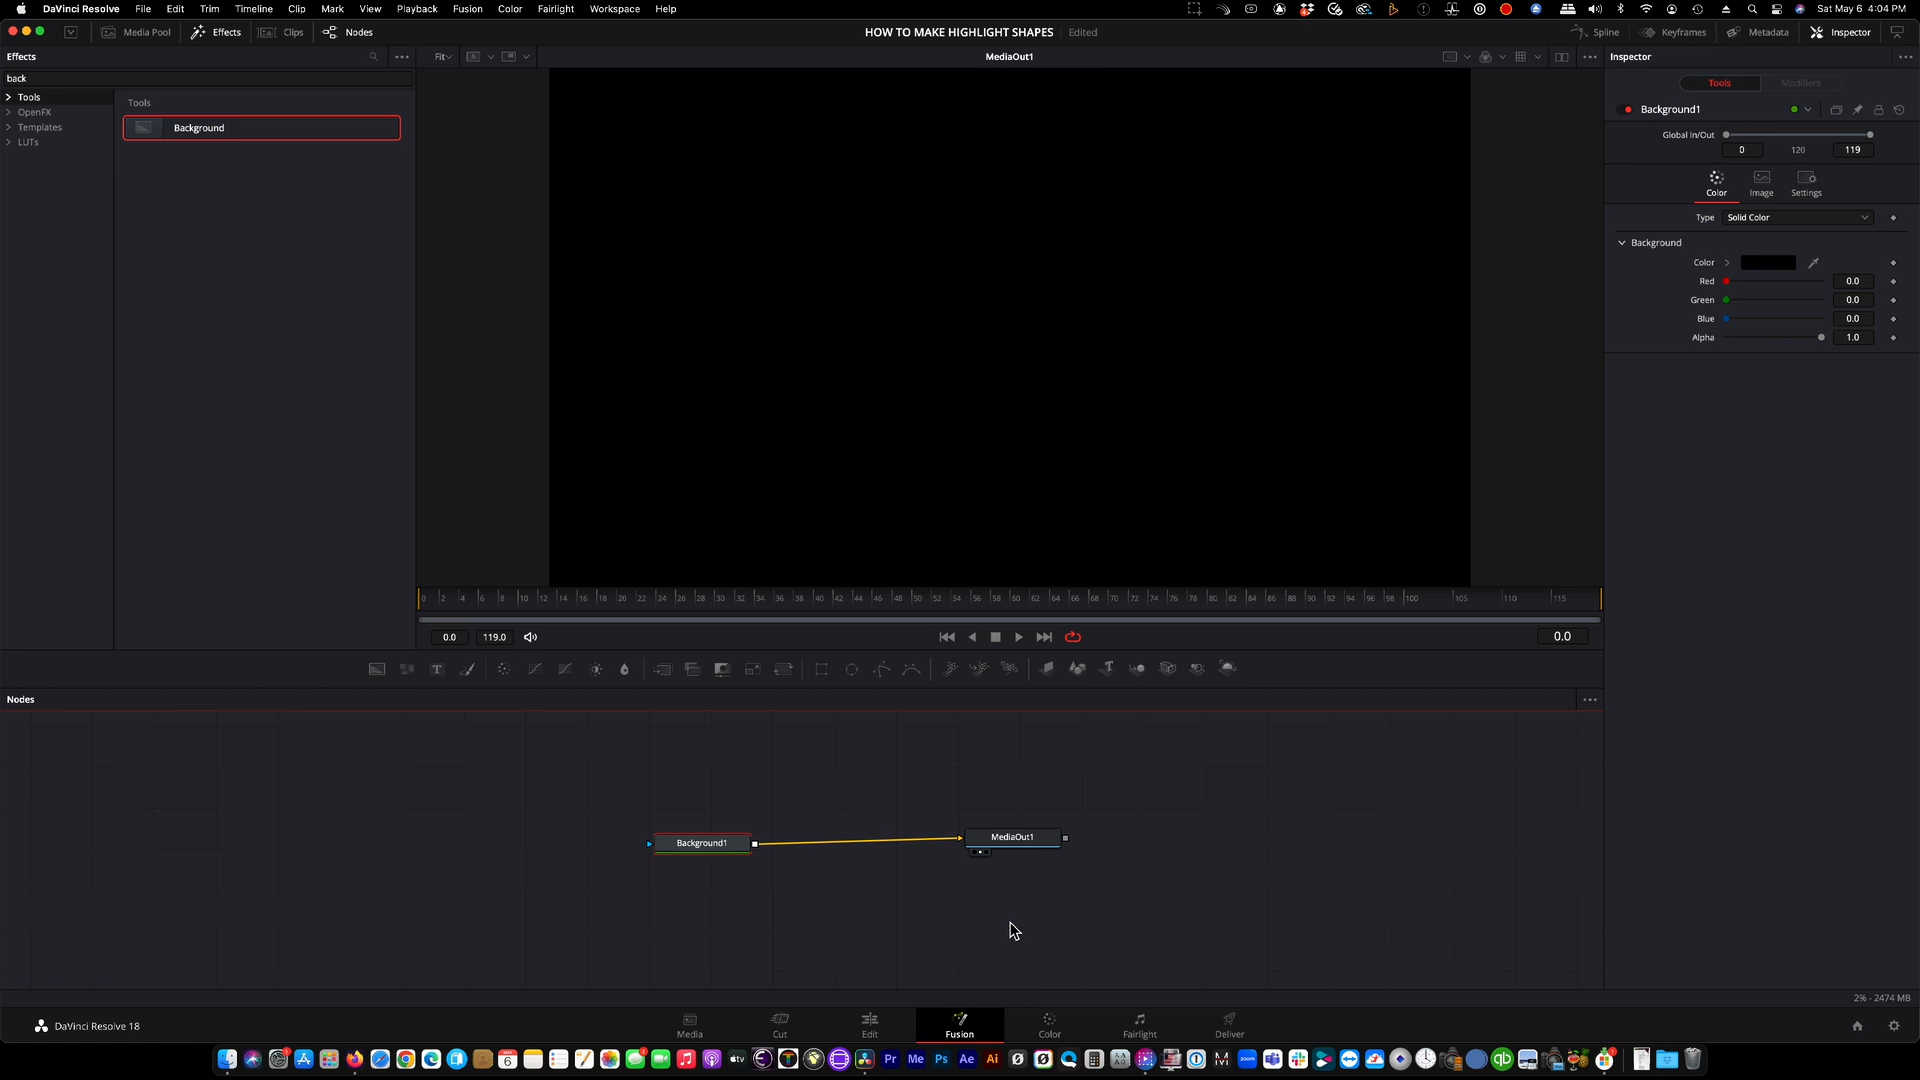 DaVinci Resolve File Edit Trim Timeline Clip Mark View Playback Fusion Color Fairlight Workspace Help Sat May 6 4:04 PM
Media Pool Effects Clips Nodes HOW TO MAKE HIGHLIGHT SHAPES Edited Spline Keyframes Metadata Inspector
Effects Fit MediaOut1 Inspector
back
Tools
OpenFX
Templates
LUTs
Tools
Background
Tools Modifiers
Background1
Global In/Out
0 120 119
Color Image Settings
Type Solid Color
Background
Color
Red 0.0
Green 0.0
Blue 0.0
Alpha 1.0
0 2 4 6 8 10 12 14 16 18 20 22 24 26 28 30 32 34 36 38 40 42 44 46 48 50 52 54 56 58 60 62 64 66 68 70 72 74 76 78 80 82 84 86 88 90 92 94 96 98 100 105 110 115
0.0 119.0 0.0
Nodes
Background1 MediaOut1
2% - 2474 MB
DaVinci Resolve 18
Media Cut Edit Fusion Color Fairlight Deliver
Pr Me Ps Ae Ai